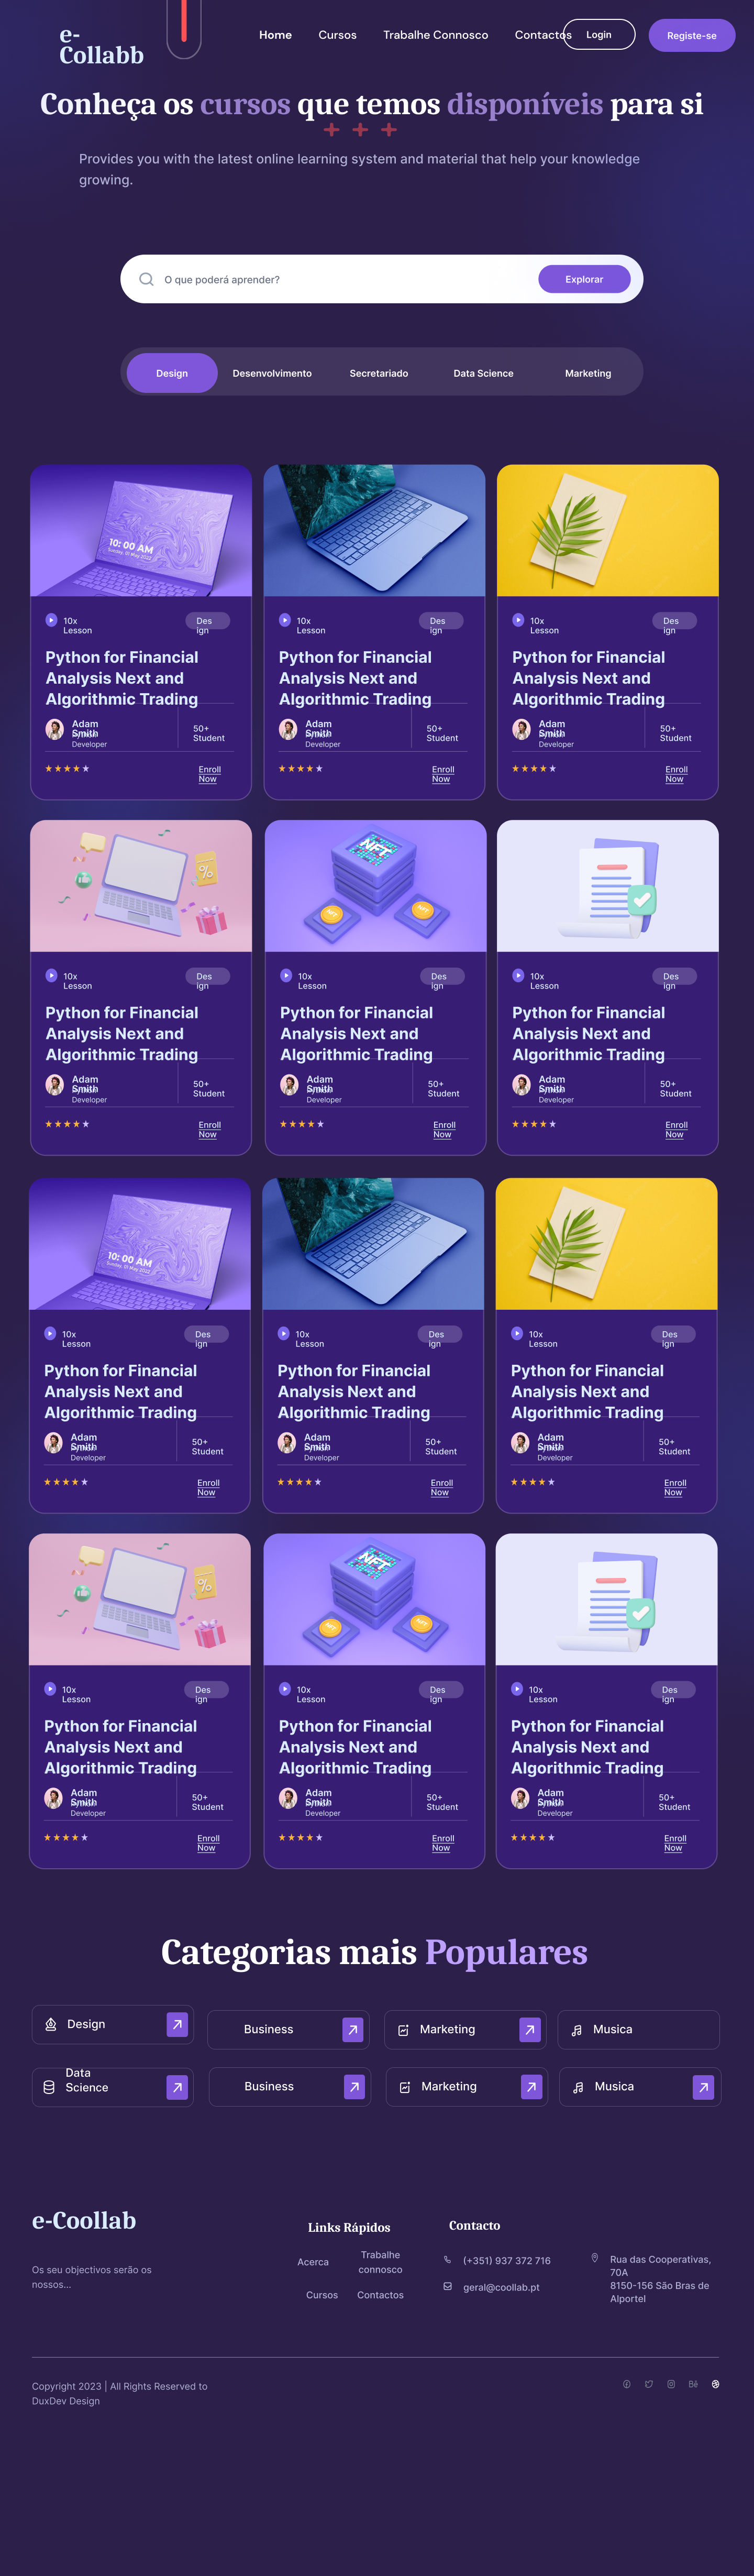 e-
Collabb
Home Cursos Trabalhe Connosco Contactos Login Registe-se
Conheça os cursos que temos disponíveis para si
Provides you with the latest online learning system and material that help your knowledge
growing.
O que poderá aprender? Explorar
Design Desenvolvimento Secretariado Data Science Marketing
10: 00 AM
Sunday, 01 May 2022
10x
Lesson
Des
ign
Python for Financial
Analysis Next and
Algorithmic Trading
Adam
Smith
Developer
50+
Student
Enroll
Now
10x
Lesson
Des
ign
Python for Financial
Analysis Next and
Algorithmic Trading
Adam
Smith
Developer
50+
Student
Enroll
Now
10x
Lesson
Des
ign
Python for Financial
Analysis Next and
Algorithmic Trading
Adam
Smith
Developer
50+
Student
Enroll
Now
%
10x
Lesson
Des
ign
Python for Financial
Analysis Next and
Algorithmic Trading
Adam
Smith
Developer
50+
Student
Enroll
Now
NFT
NFT
NFT
10x
Lesson
Des
ign
Python for Financial
Analysis Next and
Algorithmic Trading
Adam
Smith
Developer
50+
Student
Enroll
Now
10x
Lesson
Des
ign
Python for Financial
Analysis Next and
Algorithmic Trading
Adam
Smith
Developer
50+
Student
Enroll
Now
10: 00 AM
Sunday, 01 May 2022
10x
Lesson
Des
ign
Python for Financial
Analysis Next and
Algorithmic Trading
Adam
Smith
Developer
50+
Student
Enroll
Now
10x
Lesson
Des
ign
Python for Financial
Analysis Next and
Algorithmic Trading
Adam
Smith
Developer
50+
Student
Enroll
Now
10x
Lesson
Des
ign
Python for Financial
Analysis Next and
Algorithmic Trading
Adam
Smith
Developer
50+
Student
Enroll
Now
%
10x
Lesson
Des
ign
Python for Financial
Analysis Next and
Algorithmic Trading
Adam
Smith
Developer
50+
Student
Enroll
Now
NFT
NFT
NFT
10x
Lesson
Des
ign
Python for Financial
Analysis Next and
Algorithmic Trading
Adam
Smith
Developer
50+
Student
Enroll
Now
10x
Lesson
Des
ign
Python for Financial
Analysis Next and
Algorithmic Trading
Adam
Smith
Developer
50+
Student
Enroll
Now
Categorias mais Populares
Design
Business
Marketing
Musica
Data
Science
Business
Marketing
Musica
e-Coollab
Os seu objectivos serão os
nossos...
Links Rápidos
Acerca
Trabalhe
connosco
Cursos
Contactos
Contacto
(+351) 937 372 716
geral@coollab.pt
Rua das Cooperativas,
70A
8150-156 São Bras de
Alportel
Copyright 2023 | All Rights Reserved to
DuxDev Design
Bē